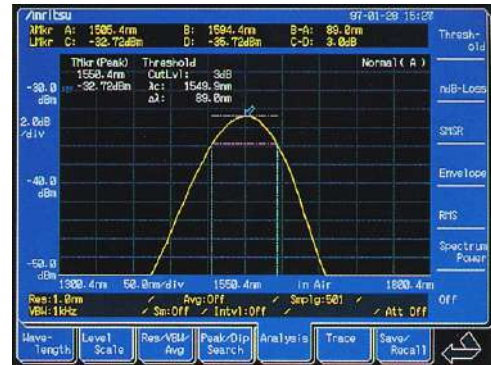 /Anritsu 97-01-28 15:27
λMkr A: 1505.4nm B: 1594.4nm B-A: 89.0nm
LMkr C: -32.72dBm D: -35.72dBm C-D: 3.0dB
TMkr(Peak) Threshold Normal( A )
1550.4nm CutLvl: 3dB
-32.72dBm λc: 1549.9nm
Δλ: 89.0nm
-30.0
dBm
2.0dB
/div
-40.0
dBm
-50.0
dBm
1300.4nm 50.0nm/div 1550.4nm in Air 1800.4nm
Res:1.0nm / Avg:Off / Smplg:501 /
VBW:1kHz / Sm:Off / Intvl:Off / / Att Off
Thresh-
old
ndB-Loss
SMSR
Envelope
RMS
Spectrum
Power
Off
Wave-
length
Level
Scale
Res/VBW/
Avg
Peak/Dip
Search
Analysis
Trace
Save/
Recall